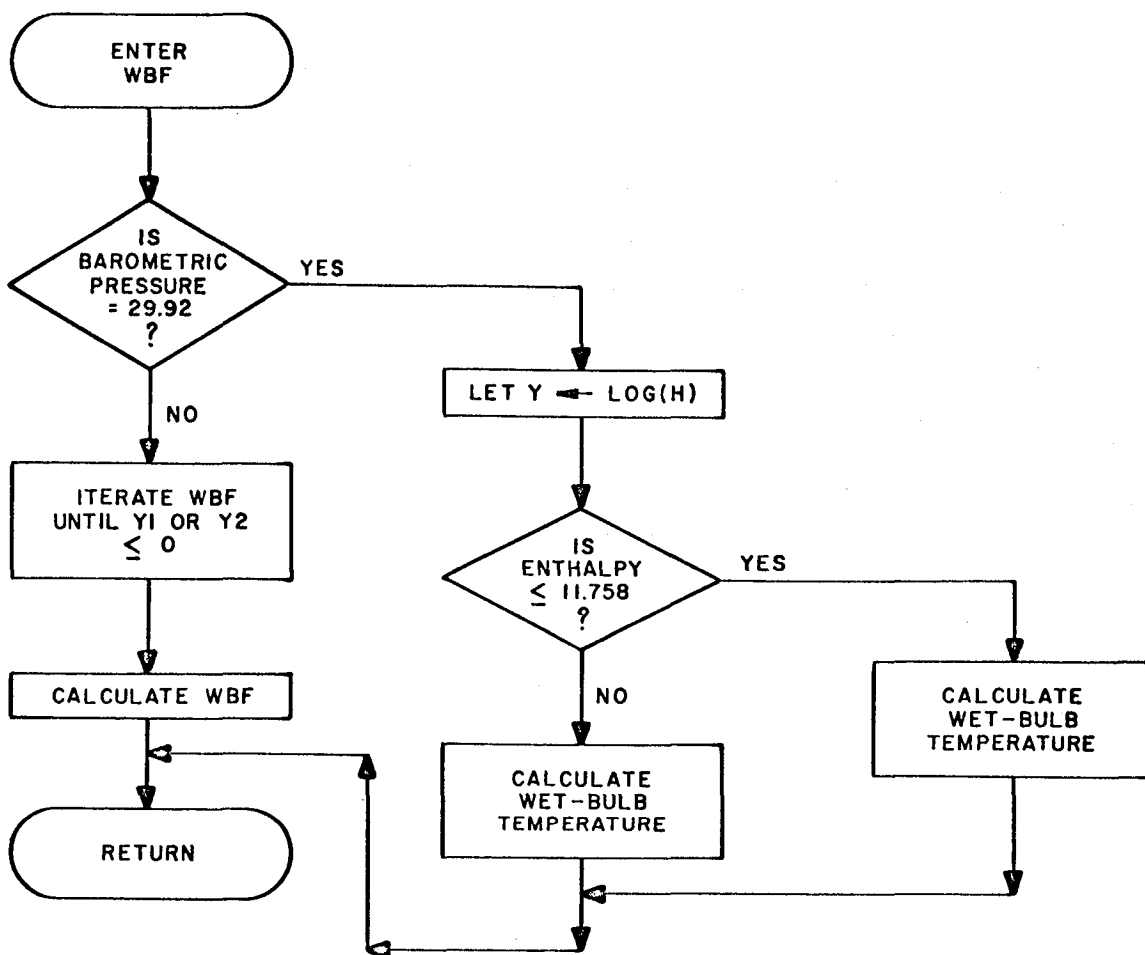 ENTER
WBF
IS
BAROMETRIC
PRESSURE
= 29.92
?
YES
NO
LET Y ← LOG(H)
ITERATE WBF
UNTIL Y1 OR Y2
≤ 0
IS
ENTHALPY
≤ 11.758
?
YES
NO
CALCULATE WBF
CALCULATE
WET-BULB
TEMPERATURE
CALCULATE
WET-BULB
TEMPERATURE
RETURN